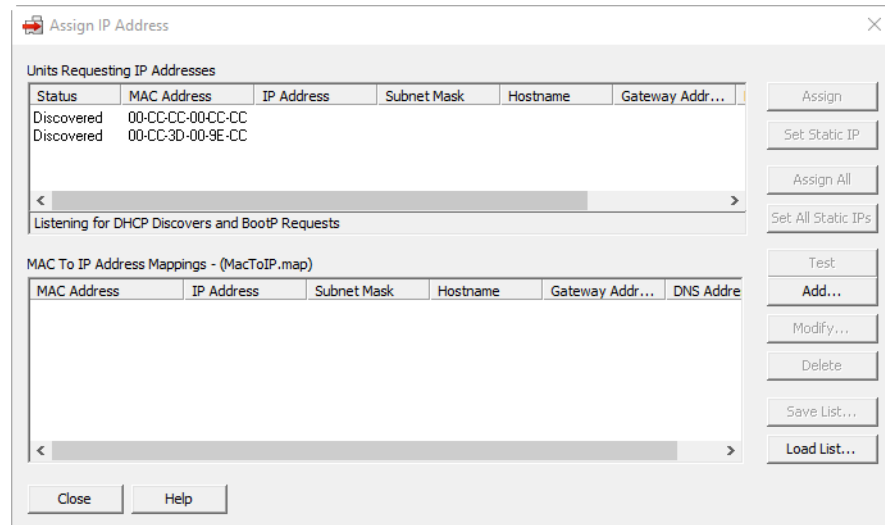 Assign IP Address
Units Requesting IP Addresses
Status MAC Address IP Address Subnet Mask Hostname Gateway Addr...
Discovered 00-CC-CC-00-CC-CC
Discovered 00-CC-3D-00-9E-CC
Listening for DHCP Discovers and BootP Requests
Assign
Set Static IP
Assign All
Set All Static IPs
MAC To IP Address Mappings - (MacToIP.map)
MAC Address IP Address Subnet Mask Hostname Gateway Addr... DNS Addre
Test
Add...
Modify...
Delete
Save List...
Load List...
Close Help